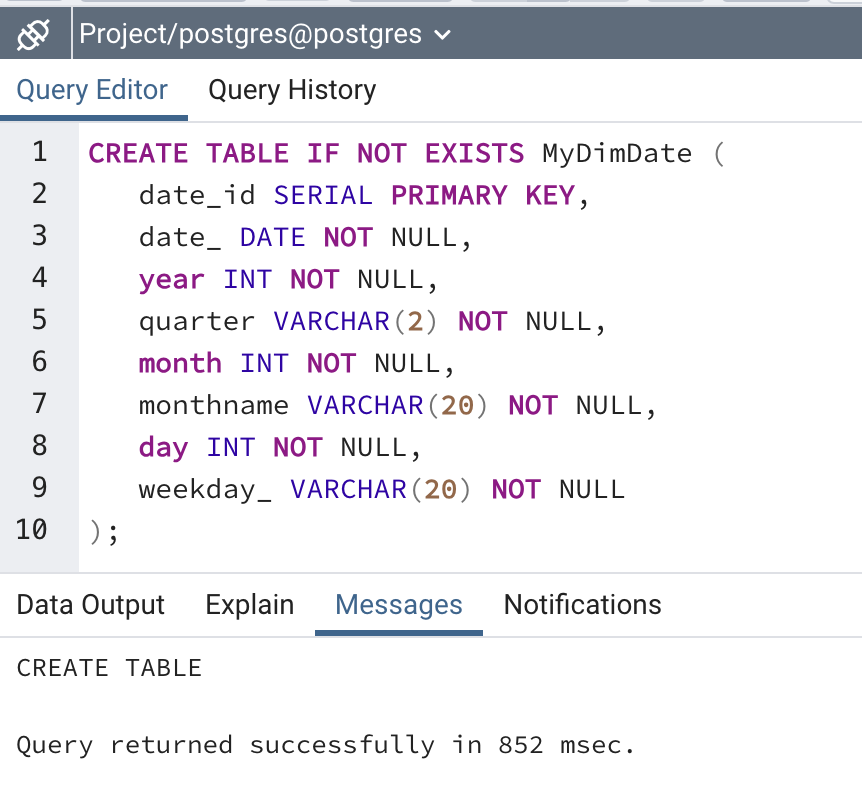 Project/postgres@postgres
Query Editor Query History
1 CREATE TABLE IF NOT EXISTS MyDimDate (
2 date_id SERIAL PRIMARY KEY,
3 date_ DATE NOT NULL,
4 year INT NOT NULL,
5 quarter VARCHAR(2) NOT NULL,
6 month INT NOT NULL,
7 monthname VARCHAR(20) NOT NULL,
8 day INT NOT NULL,
9 weekday_ VARCHAR(20) NOT NULL
10 );
Data Output Explain Messages Notifications
CREATE TABLE
Query returned successfully in 852 msec.